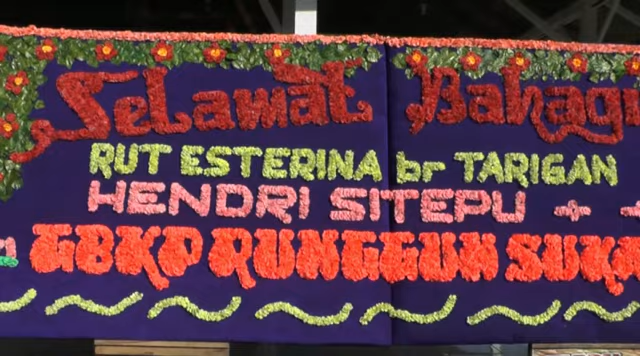 Selamat Bahagi
RUT ESTERINA br TARIGAN
HENDRI SITEPU
GBKP RUNGGUN SUKA